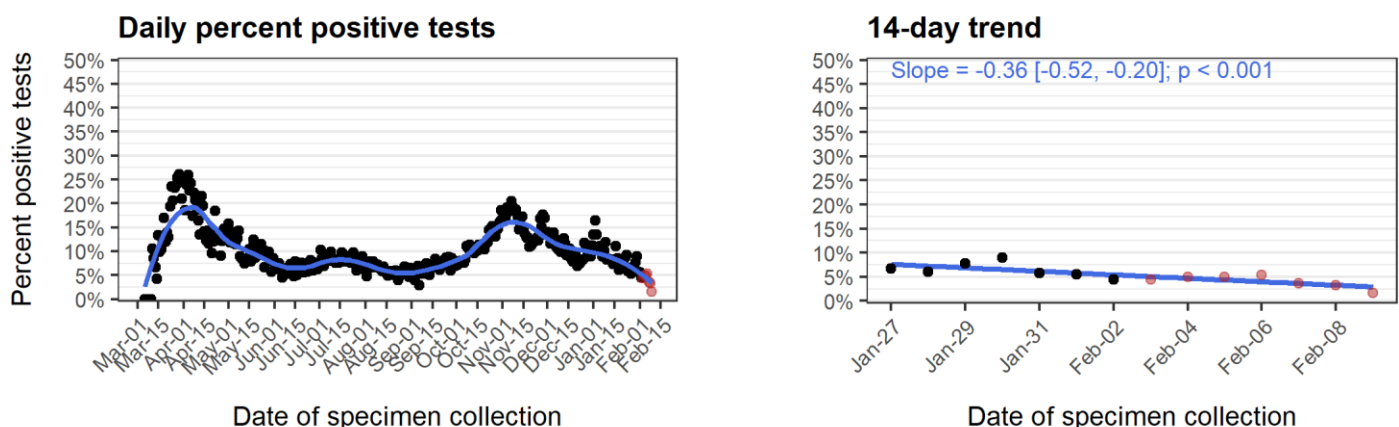 Daily percent positive tests
Percent positive tests
50%
45%
40%
35%
30%
25%
20%
15%
10%
5%
0%
Mar-01
Mar-15
Apr-01
Apr-15
May-01
May-15
Jun-01
Jun-15
Jul-01
Jul-15
Aug-01
Aug-15
Sep-01
Sep-15
Oct-01
Oct-15
Nov-01
Nov-15
Dec-01
Dec-15
Jan-01
Jan-15
Feb-01
Feb-15
Date of specimen collection
14-day trend
Slope = -0.36 [-0.52, -0.20]; p < 0.001
50%
45%
40%
35%
30%
25%
20%
15%
10%
5%
0%
Jan-27
Jan-29
Jan-31
Feb-02
Feb-04
Feb-06
Feb-08
Date of specimen collection